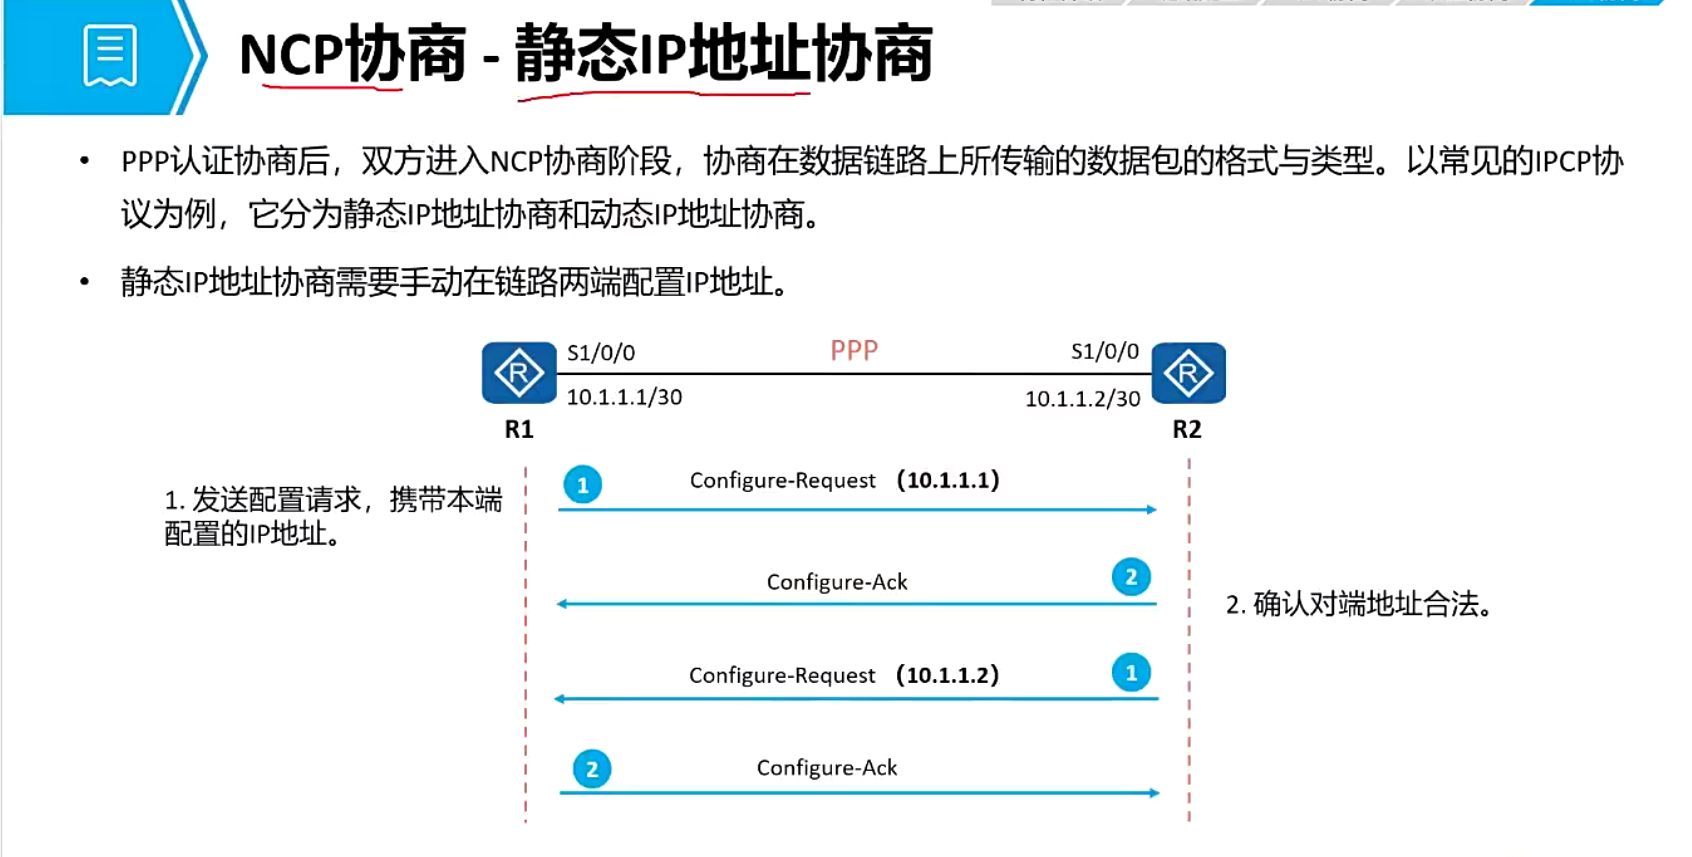 NCP协商 - 静态IP地址协商
• PPP认证协商后，双方进入NCP协商阶段，协商在数据链路上所传输的数据包的格式与类型。以常见的IPCP协
议为例，它分为静态IP地址协商和动态IP地址协商。
• 静态IP地址协商需要手动在链路两端配置IP地址。
S1/0/0
PPP
S1/0/0
R
R
10.1.1.1/30
10.1.1.2/30
R1
R2
1 Configure-Request （10.1.1.1）
1. 发送配置请求，携带本端
配置的IP地址。
Configure-Ack 2
2. 确认对端地址合法。
Configure-Request （10.1.1.2） 1
2 Configure-Ack